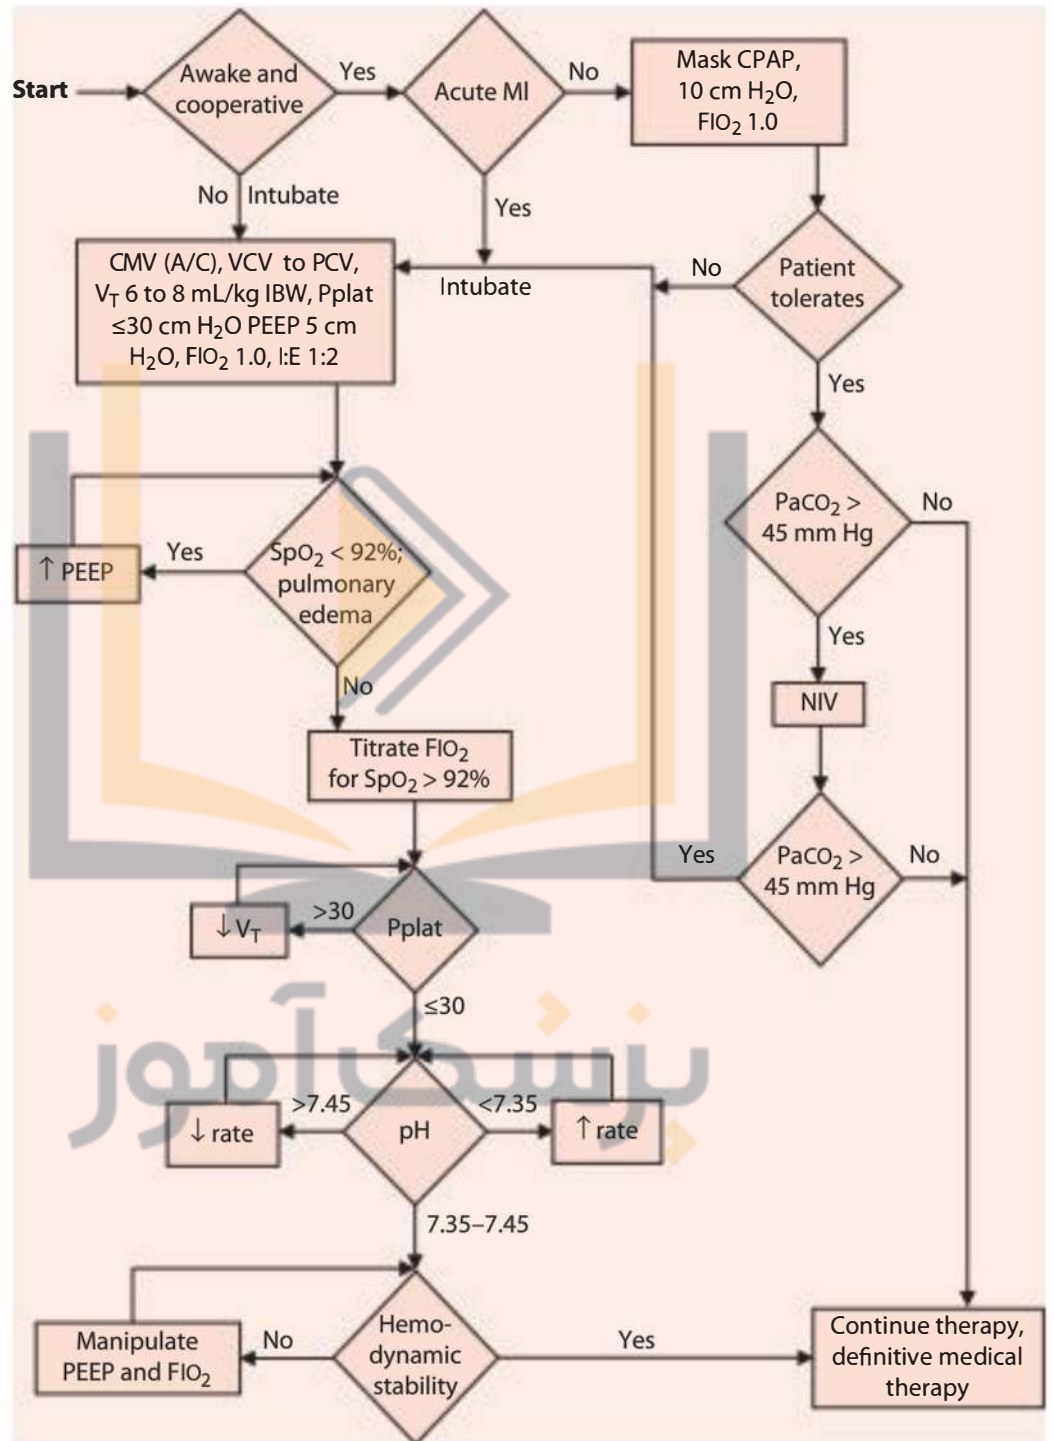 Start
Awake and
cooperative
Yes
Acute MI
No
Mask CPAP,
10 cm H₂O,
FIO₂ 1.0
No
Intubate
Yes
CMV (A/C), VCV to PCV,
V_T 6 to 8 mL/kg IBW, Pplat
≤30 cm H₂O PEEP 5 cm
H₂O, FIO₂ 1.0, I:E 1:2
Intubate
No
Patient
tolerates
Yes
PaCO₂ >
45 mm Hg
No
↑ PEEP
Yes
SpO₂ < 92%;
pulmonary
edema
Yes
No
NIV
Titrate FIO₂
for SpO₂ > 92%
Yes
PaCO₂ >
45 mm Hg
No
↓ V_T
>30
Pplat
≤30
پزشک آموز
↓ rate
>7.45
pH
<7.35
↑ rate
7.35–7.45
Manipulate
PEEP and FIO₂
No
Hemo-
dynamic
stability
Yes
Continue therapy,
definitive medical
therapy